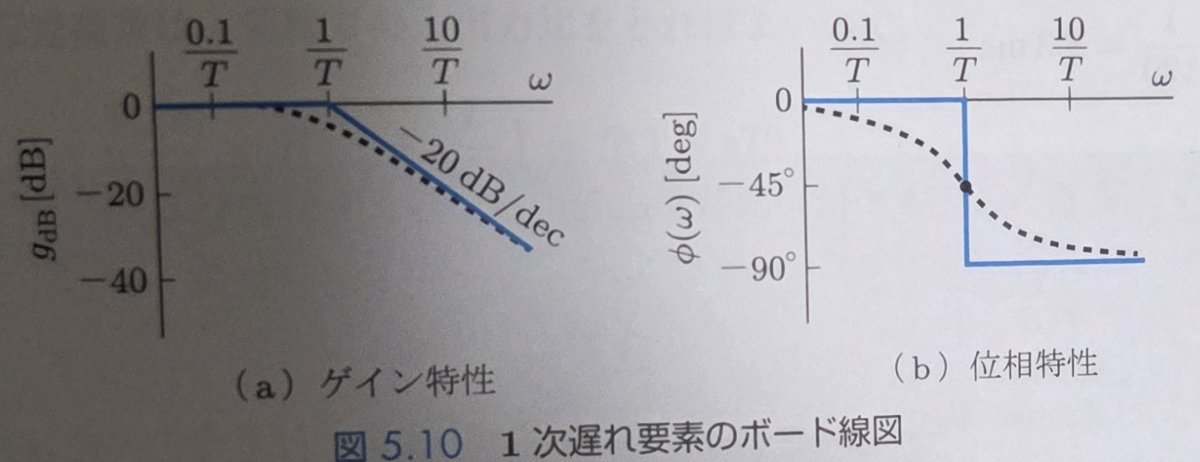 0.1/T 1/T 10/T ω
0
g_dB [dB]
−20
−40
−20 dB/dec
(a) ゲイン特性
0.1/T 1/T 10/T ω
0
φ(ω) [deg]
−45°
−90°
(b) 位相特性
図 5.10 1 次遅れ要素のボード線図